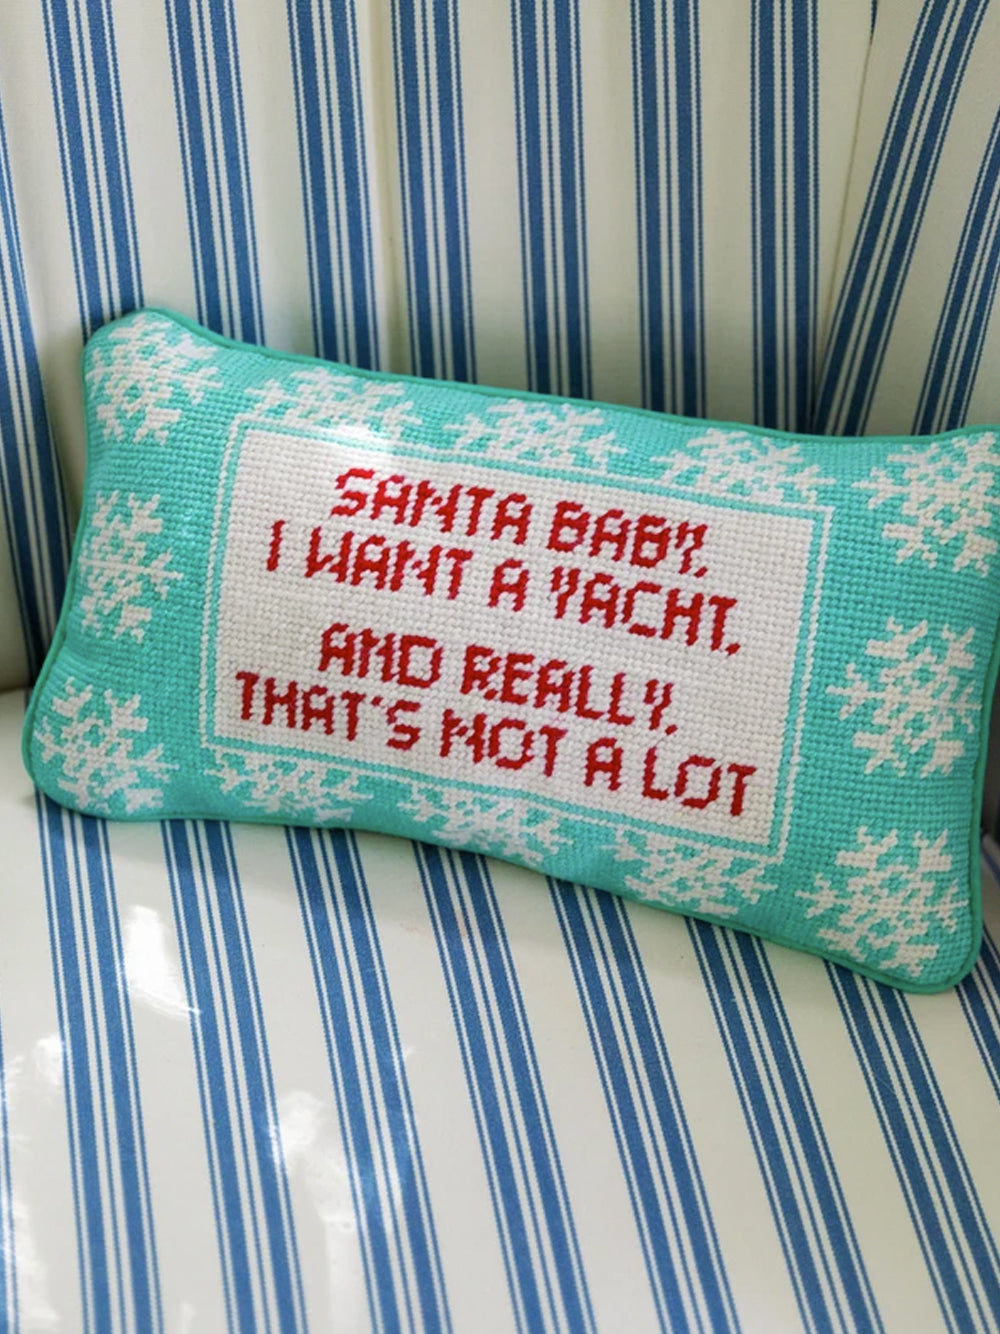 SANTA BABY,
I WANT A YACHT,
AND REALLY,
THAT'S NOT A LOT